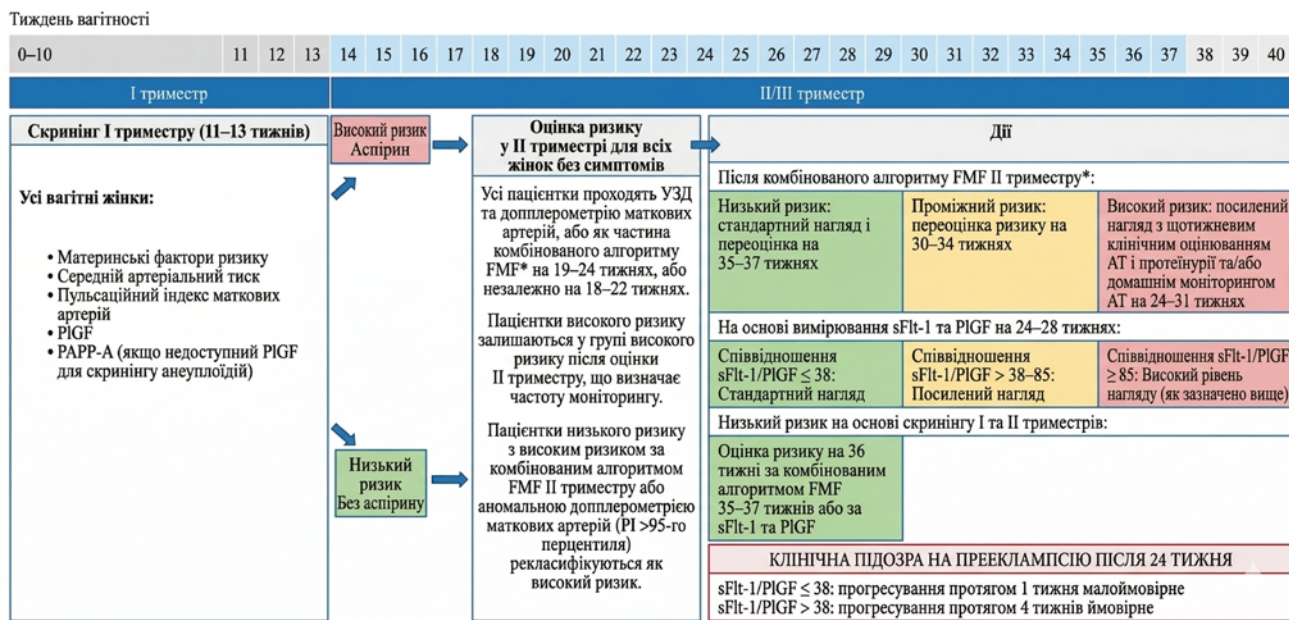 Тиждень вагітності
0–10 11 12 13 14 15 16 17 18 19 20 21 22 23 24 25 26 27 28 29 30 31 32 33 34 35 36 37 38 39 40
І триместр
ІІ/ІІІ триместр
Скринінг І триместру (11–13 тижнів)
Усі вагітні жінки:
• Материнські фактори ризику
• Середній артеріальний тиск
• Пульсаційний індекс маткових
артерій
• PlGF
• PAPP-A (якщо недоступний PlGF
для скринінгу анеуплоїдій)
Високий ризик
Аспірин
Низький
ризик
Без аспірину
Оцінка ризику
у ІІ триместрі для всіх
жінок без симптомів
Усі пацієнтки проходять УЗД
та допплерометрію маткових
артерій, або як частина
комбінованого алгоритму
FMF* на 19–24 тижнях, або
незалежно на 18–22 тижнях.
Пацієнтки високого ризику
залишаються у групі високого
ризику після оцінки
ІІ триместру, що визначає
частоту моніторингу.
Пацієнтки низького ризику
з високим ризиком за
комбінованим алгоритмом
FMF ІІ триместру або
аномальною допплерометрією
маткових артерій (PI >95-го
перцентиля)
рекласифікуються як
високий ризик.
Дії
Після комбінованого алгоритму FMF ІІ триместру*:
Низький ризик:
стандартний нагляд і
переоцінка на
35–37 тижнях
Проміжний ризик:
переоцінка ризику на
30–34 тижнях
Високий ризик: посилений
нагляд з щотижневим
клінічним оцінюванням
АТ і протеїнурії та/або
домашнім моніторингом
АТ на 24–31 тижнях
На основі вимірювання sFlt-1 та PlGF на 24–28 тижнях:
Співвідношення
sFlt-1/PlGF ≤ 38:
Стандартний нагляд
Співвідношення
sFlt-1/PlGF > 38–85:
Посилений нагляд
Співвідношення sFlt-1/PlGF
≥ 85: Високий рівень
нагляду (як зазначено вище)
Низький ризик на основі скринінгу І та ІІ триместрів:
Оцінка ризику на 36
тижні за комбінованим
алгоритмом FMF
35–37 тижнів або за
sFlt-1 та PlGF
КЛІНІЧНА ПІДОЗРА НА ПРЕЕКЛАМПСІЮ ПІСЛЯ 24 ТИЖНЯ
sFlt-1/PlGF ≤ 38: прогресування протягом 1 тижня малоймовірне
sFlt-1/PlGF > 38: прогресування протягом 4 тижнів ймовірне